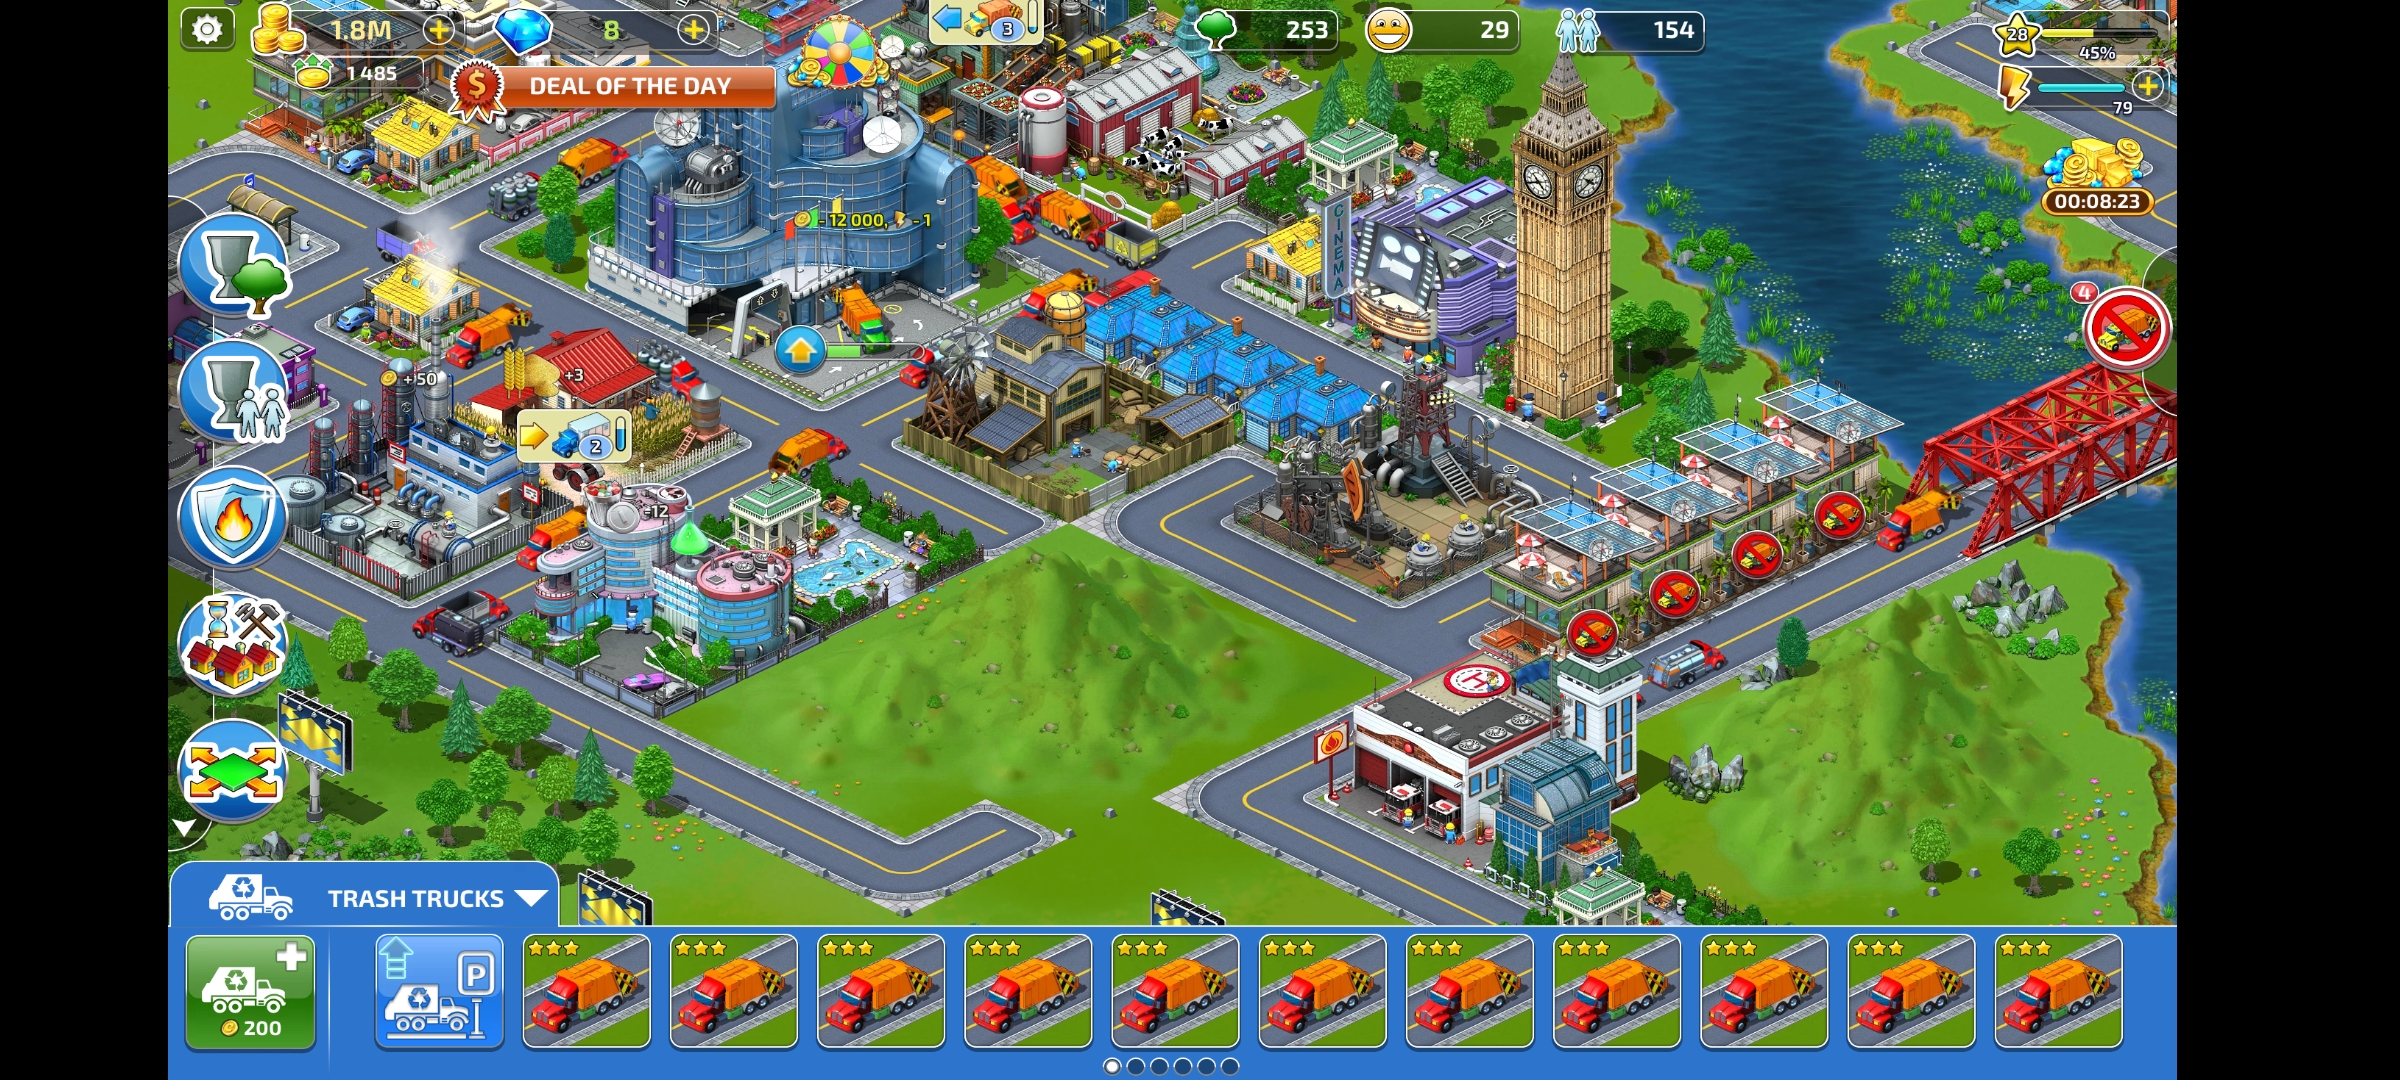 1.8M
8
3
253
29
154
28
45%
1 485
DEAL OF THE DAY
79
00:08:23
CINEMA
-12 000, -1
4
+50
+3
2
-12
H
TRASH TRUCKS
P
200